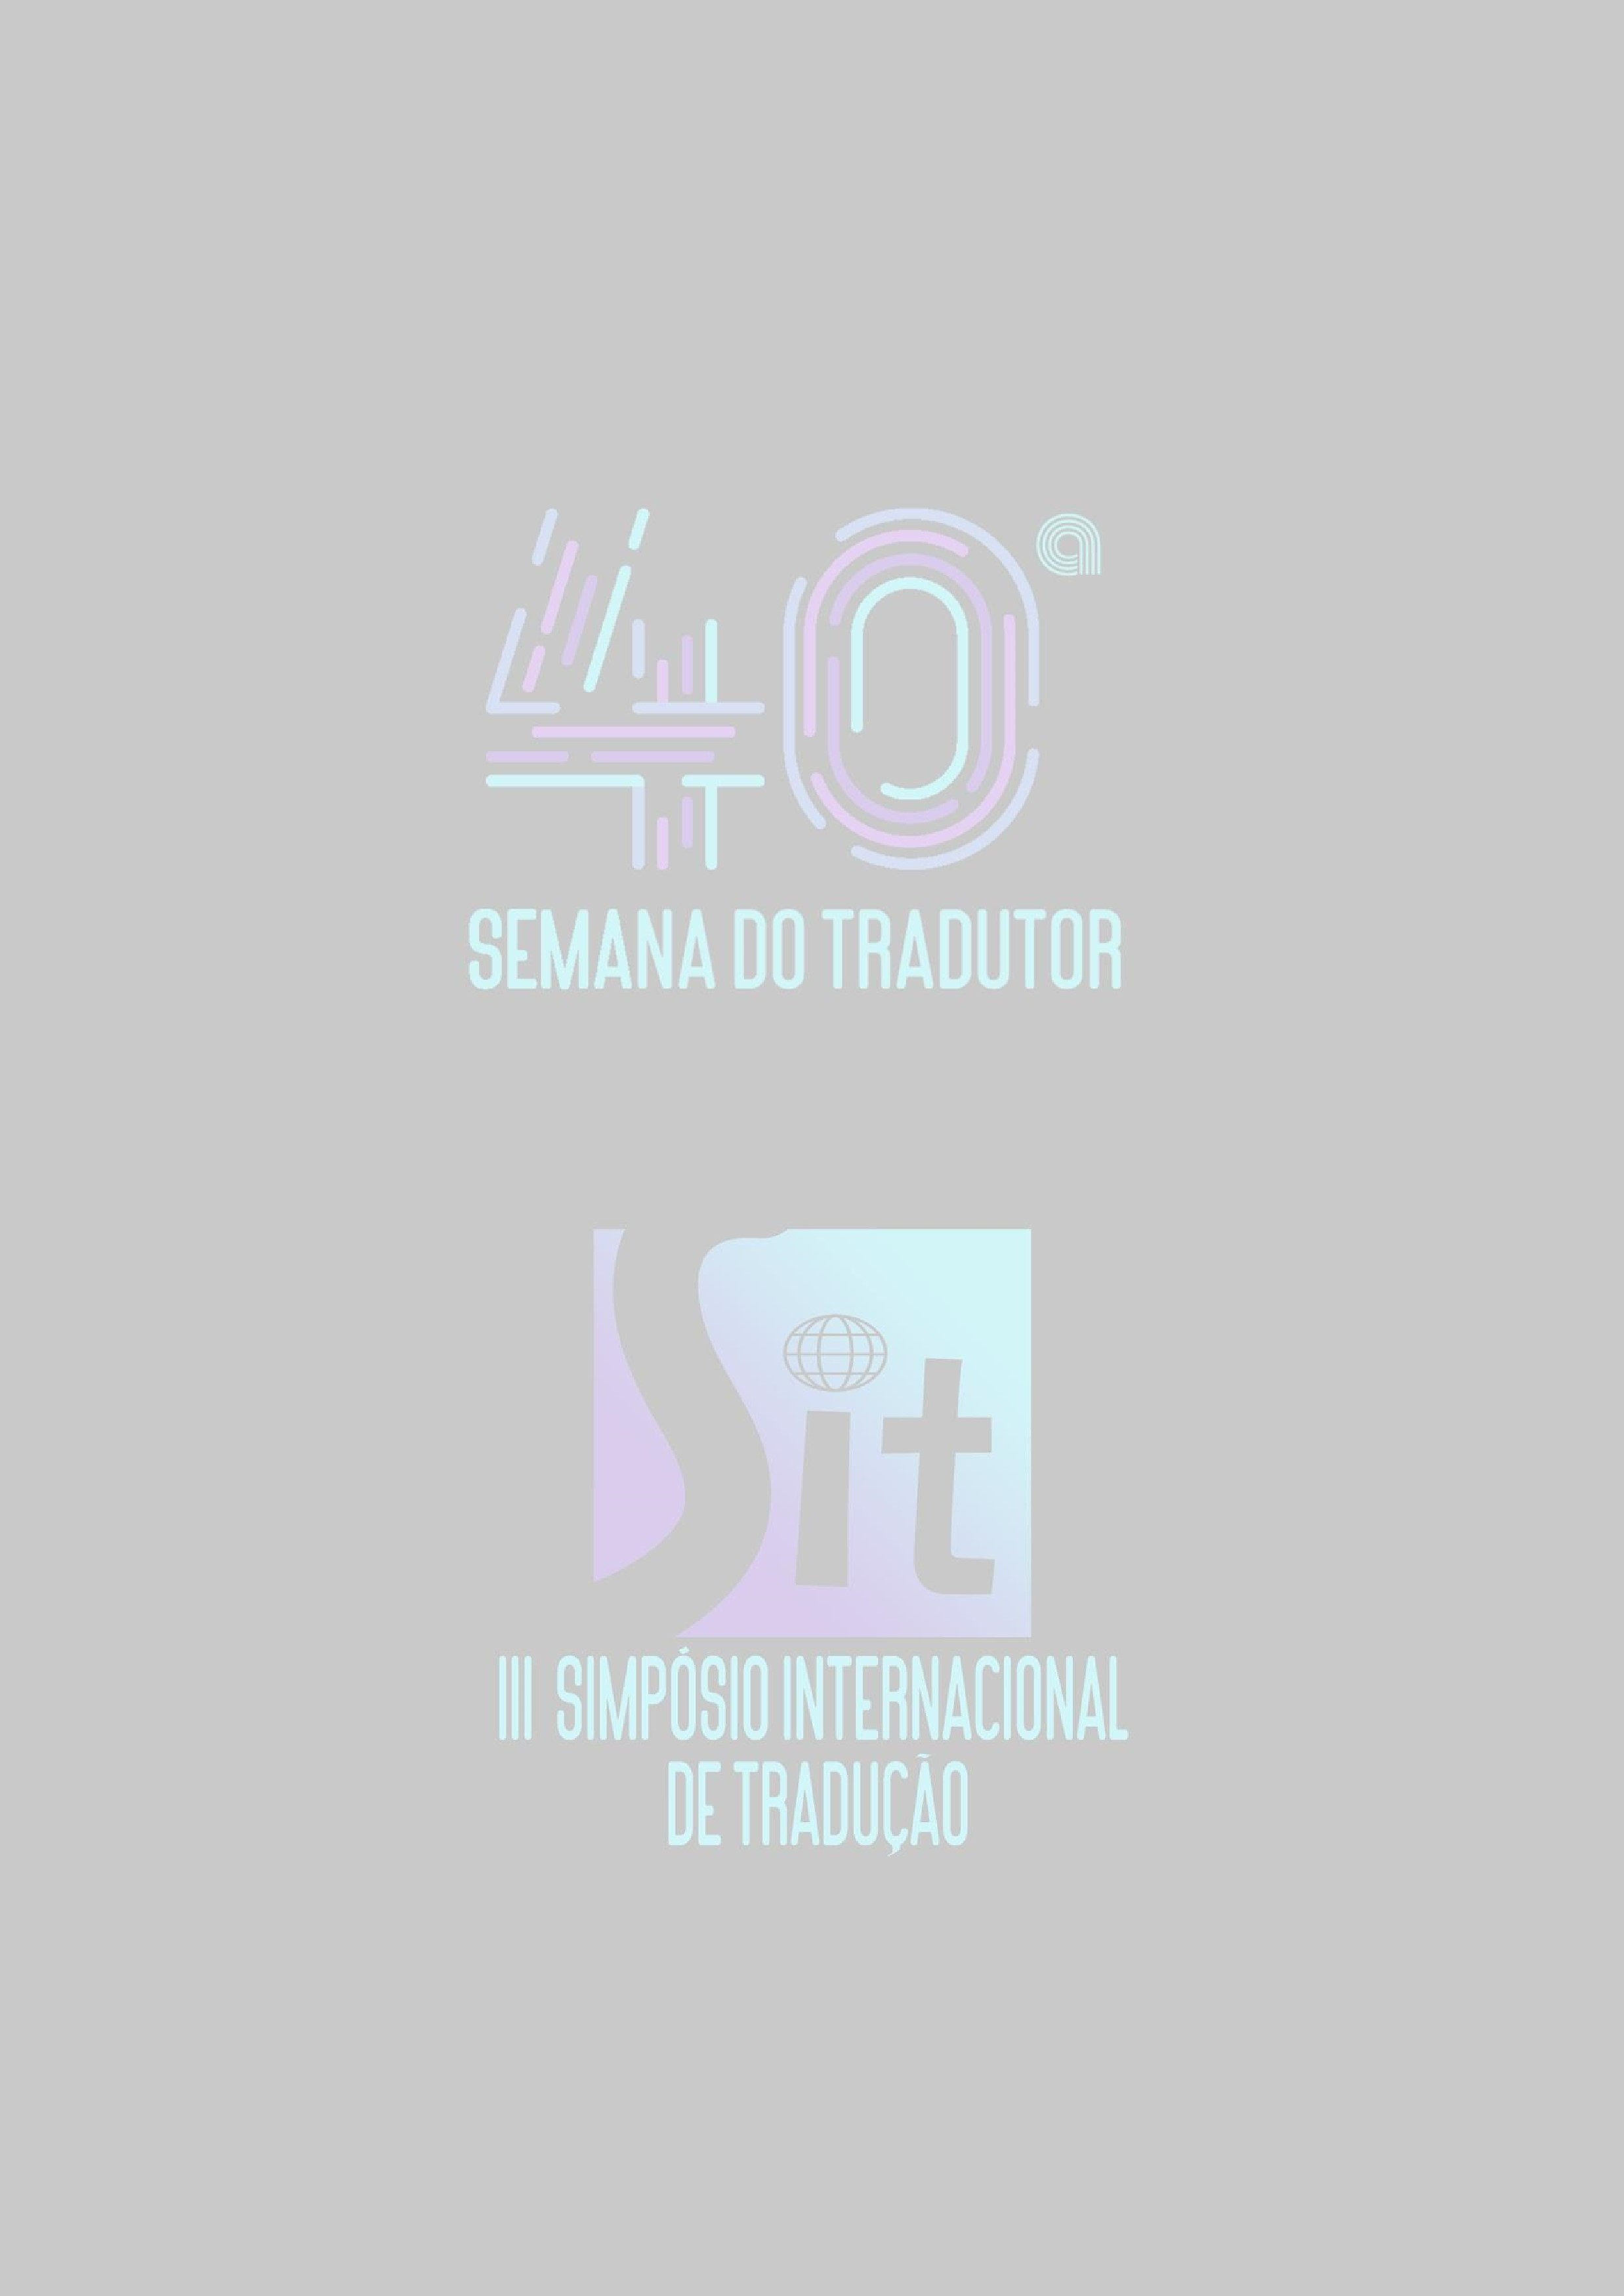 40ª
SEMANA DO TRADUTOR
Sit
III SIMPÓSIO INTERNACIONAL
DE TRADUÇÃO